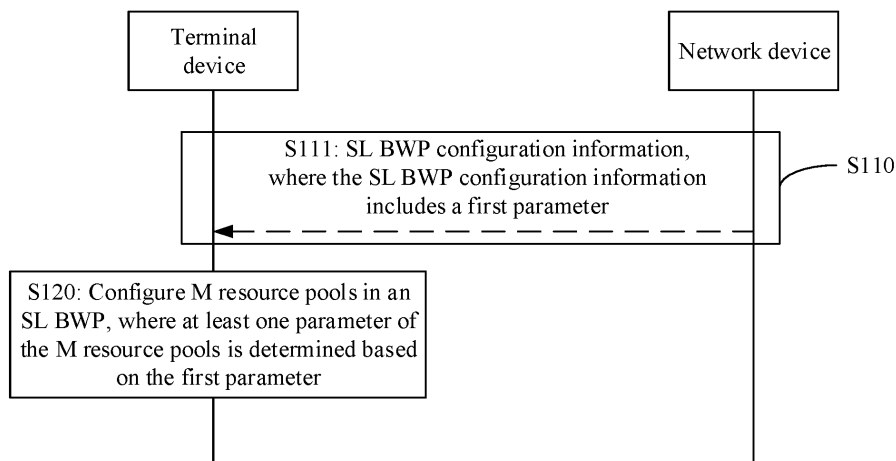 Terminal
device
Network device
S111: SL BWP configuration information,
where the SL BWP configuration information
includes a first parameter
S110
S120: Configure M resource pools in an
SL BWP, where at least one parameter of
the M resource pools is determined based
on the first parameter